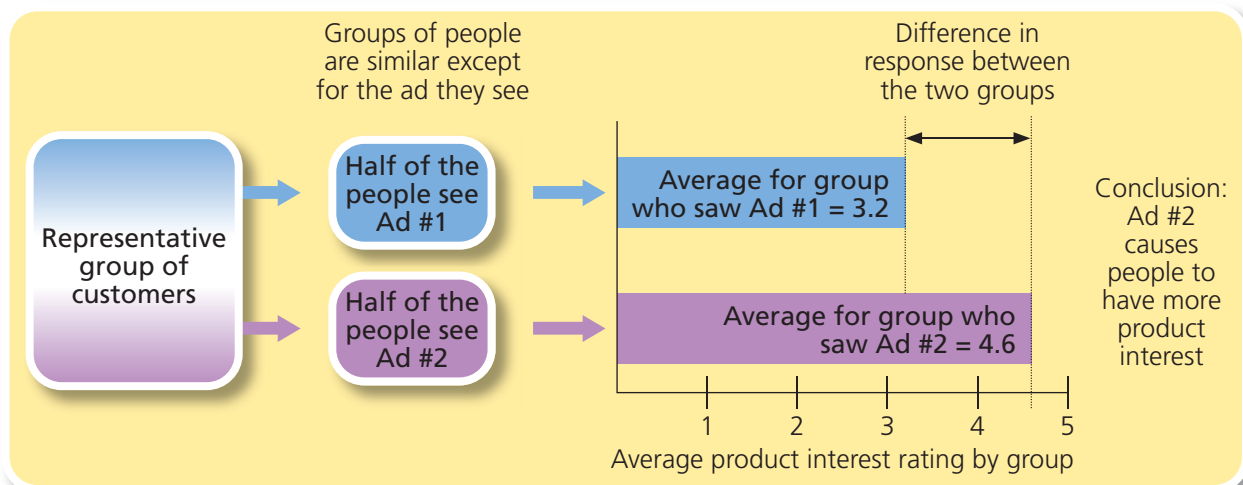 Groups of people
are similar except
for the ad they see
Difference in
response between
the two groups
Representative
group of
customers
Half of the
people see
Ad #1
Half of the
people see
Ad #2
Average for group
who saw Ad #1 = 3.2
Average for group who
saw Ad #2 = 4.6
1 2 3 4 5
Average product interest rating by group
Conclusion:
Ad #2
causes
people to
have more
product
interest